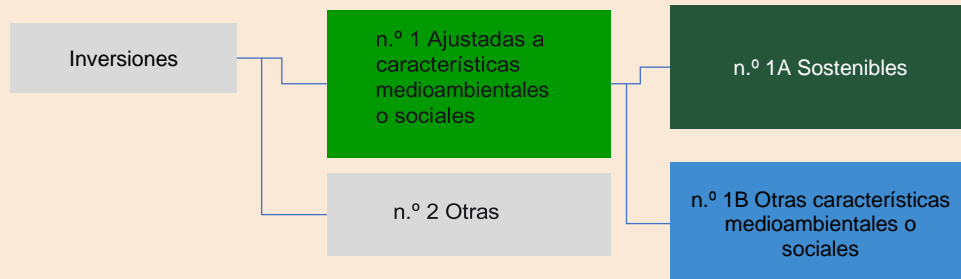 Inversiones
n.º 1 Ajustadas a
características
medioambientales
o sociales
n.º 1A Sostenibles
n.º 2 Otras
n.º 1B Otras características
medioambientales o
sociales